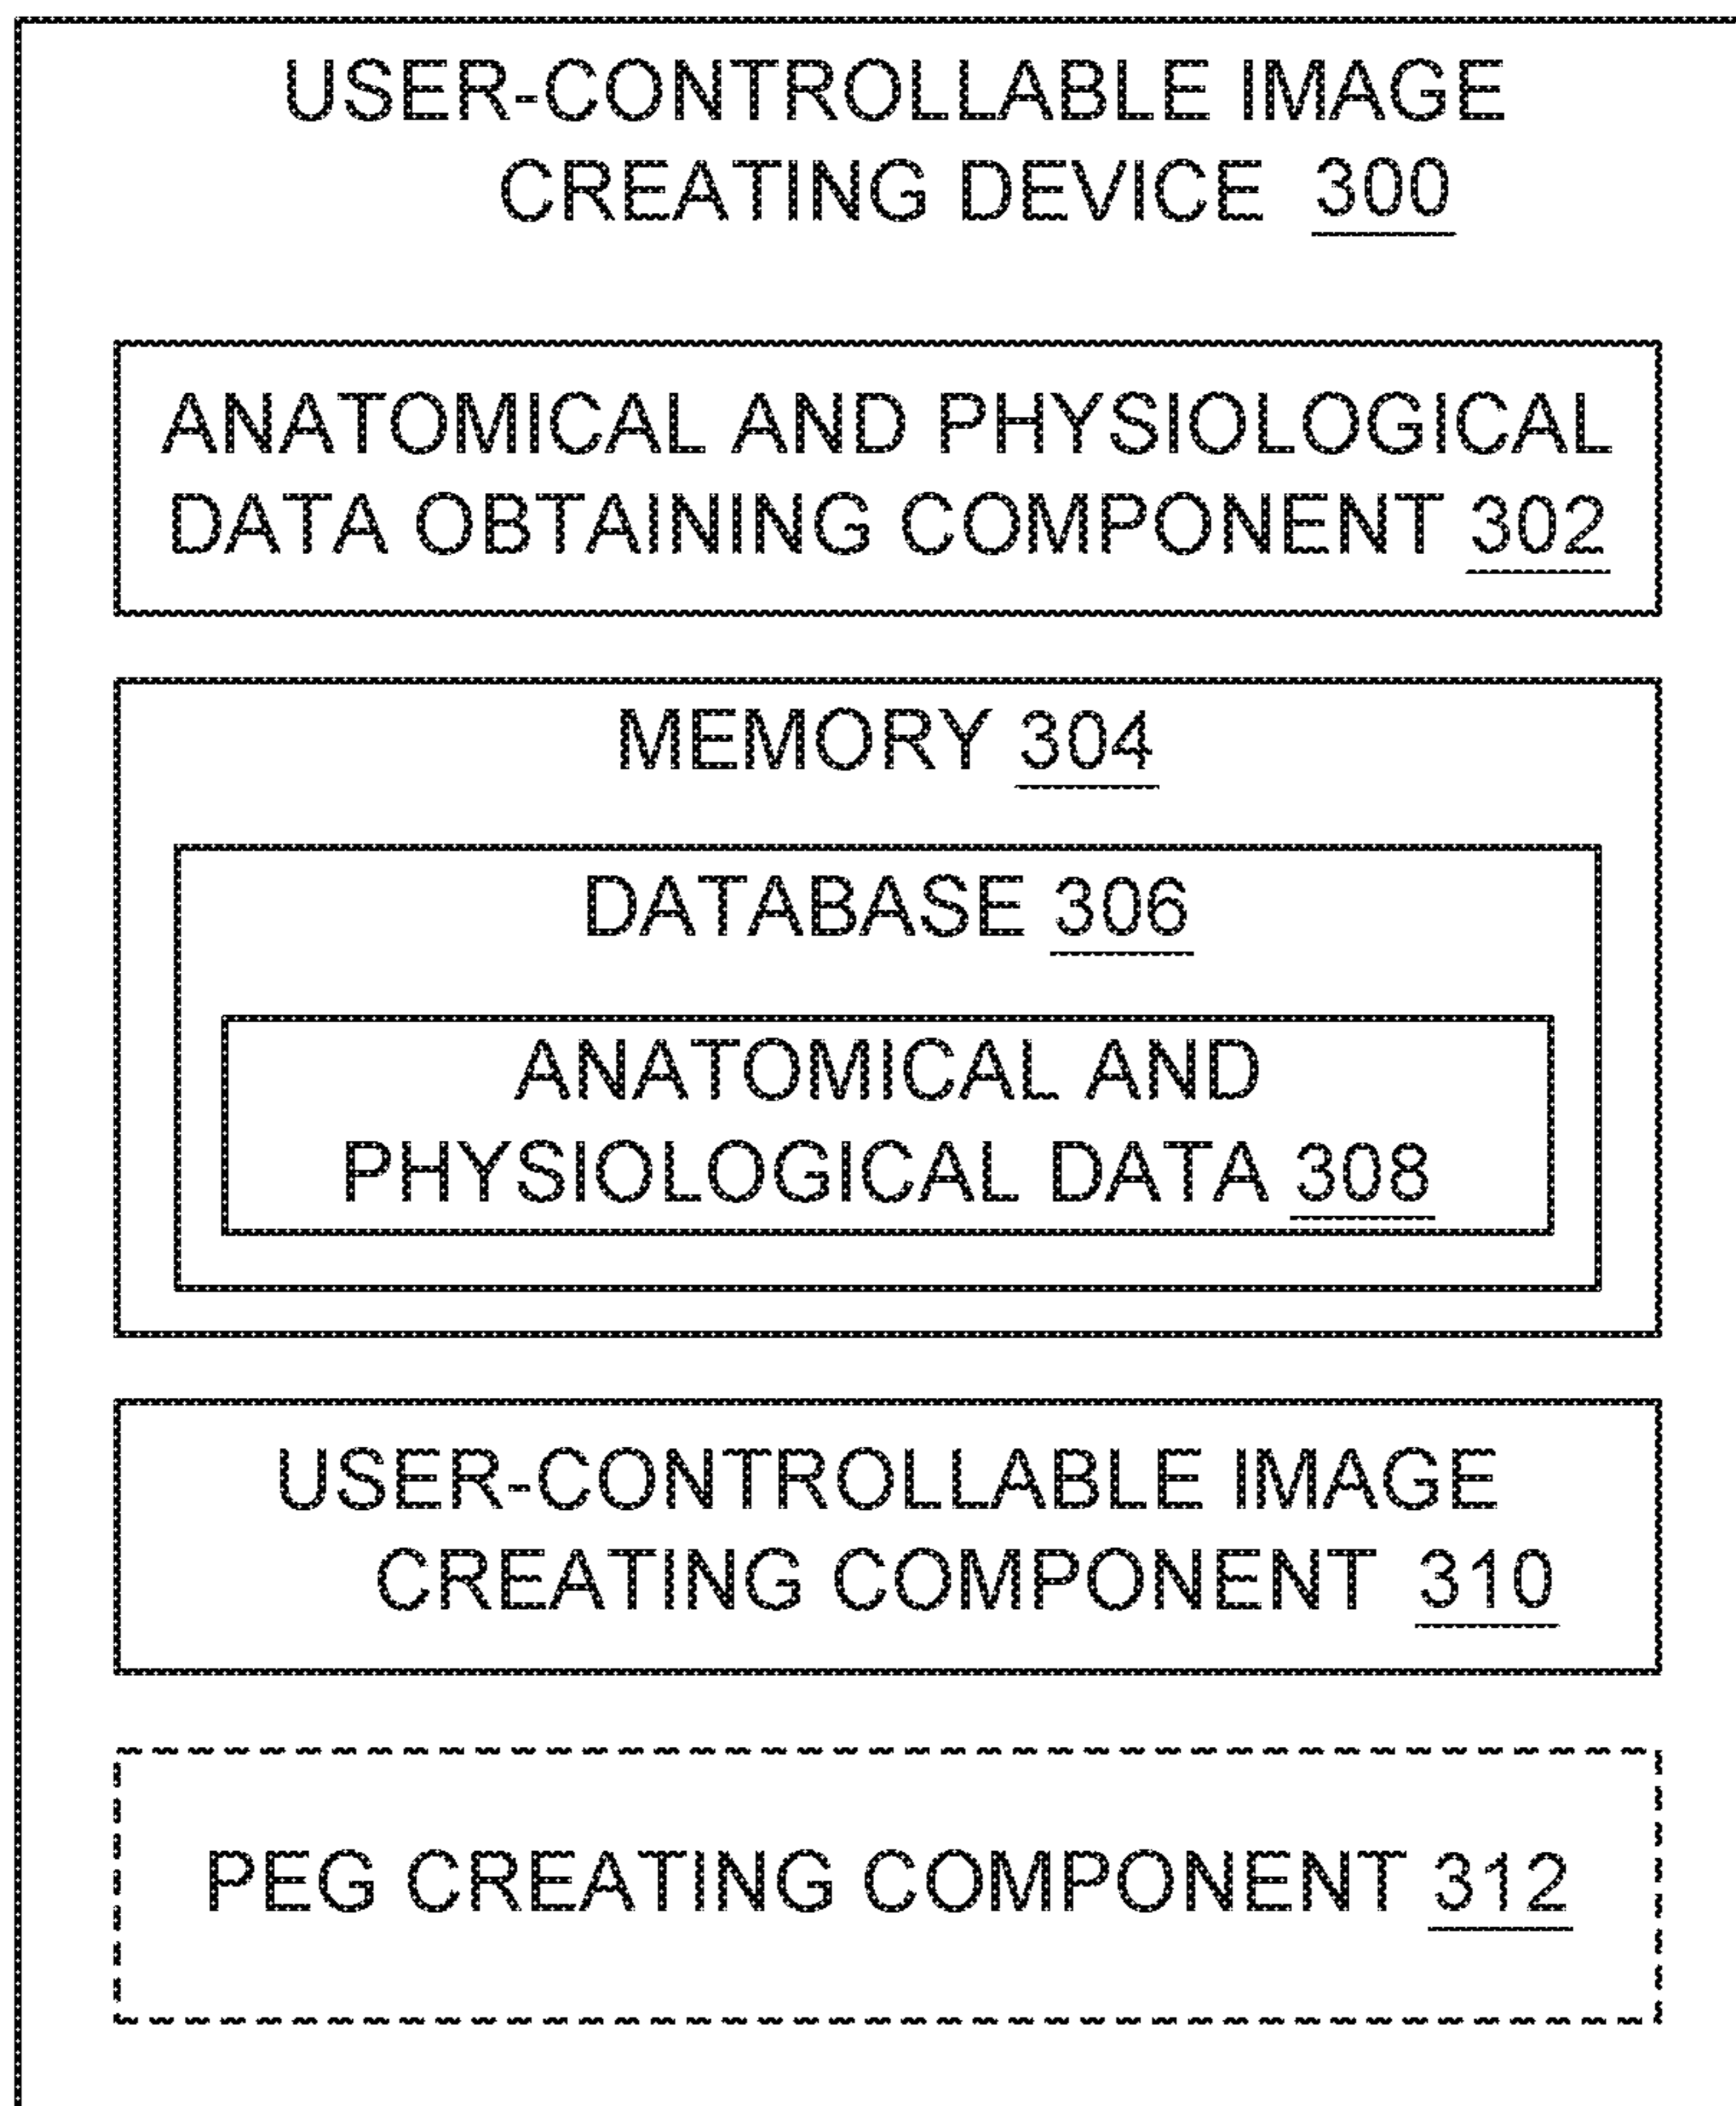 USER-CONTROLLABLE IMAGE
CREATING DEVICE 300
ANATOMICAL AND PHYSIOLOGICAL
DATA OBTAINING COMPONENT 302
MEMORY 304
DATABASE 306
ANATOMICAL AND
PHYSIOLOGICAL DATA 308
USER-CONTROLLABLE IMAGE
CREATING COMPONENT 310
PEG CREATING COMPONENT 312